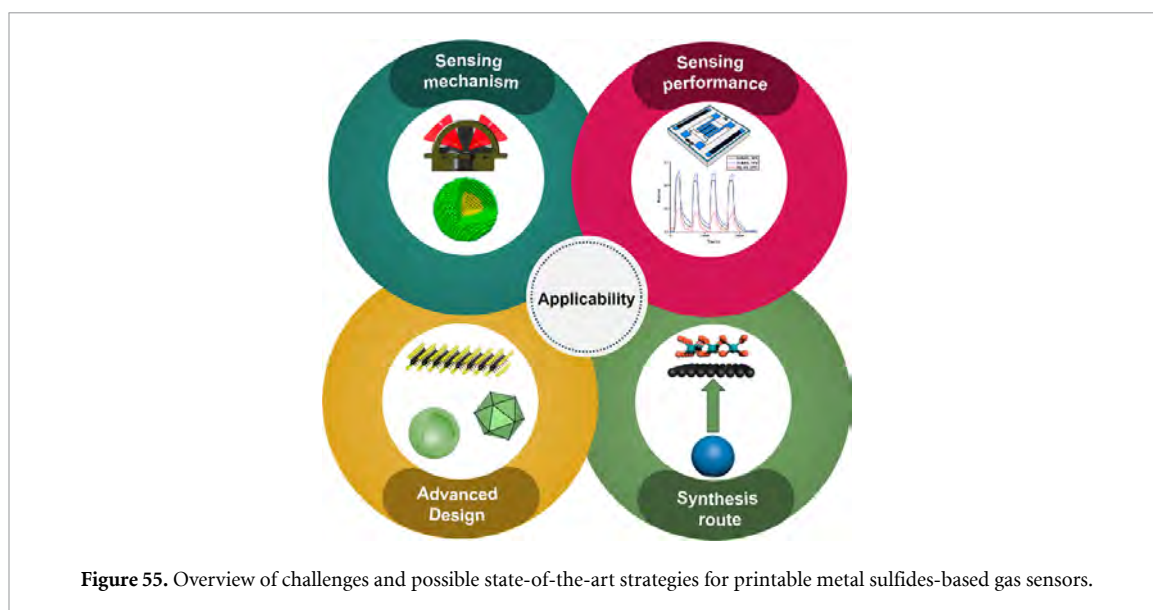 Sensing
mechanism
Sensing
performance
Applicability
Advanced
Design
Synthesis
route
Figure 55. Overview of challenges and possible state-of-the-art strategies for printable metal sulfides-based gas sensors.